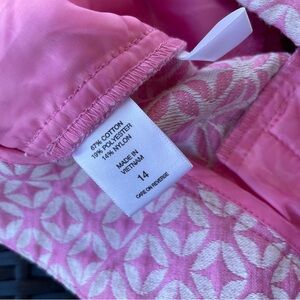 67% COTTON
19% POLYESTER
14% NYLON
MADE IN
VIETNAM
14
CARE ON REVERSE